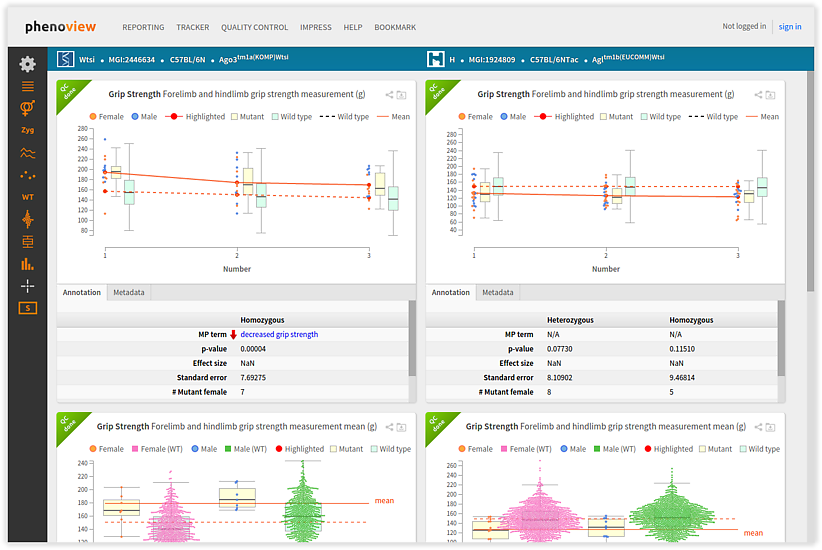 phenoview REPORTING TRACKER QUALITY CONTROL IMPRESS HELP BOOKMARK Not logged in sign in
Wtsi • MGI:2446634 • C57BL/6N • Ago3tm1a(KOMP)Wtsi
H • MGI:1924809 • C57BL/6NTac • Agltm1b(EUCOMM)Wtsi
Zyg
WT
S
QC done
Grip Strength Forelimb and hindlimb grip strength measurement (g)
Female Male Highlighted Mutant Wild type Wild type Mean
280
260
240
220
200
180
160
140
120
100
80
1 2 3
Number
Annotation Metadata
Homozygous
MP term decreased grip strength
p-value 0.00004
Effect size NaN
Standard error 7.69275
# Mutant female 7
QC done
Grip Strength Forelimb and hindlimb grip strength measurement (g)
Female Male Highlighted Mutant Wild type Wild type Mean
280
260
240
220
200
180
160
140
120
100
80
60
40
1 2 3
Number
Annotation Metadata
Heterozygous Homozygous
MP term N/A N/A
p-value 0.07730 0.11510
Effect size NaN NaN
Standard error 8.10902 9.46814
# Mutant female 8 5
QC done
Grip Strength Forelimb and hindlimb grip strength measurement mean (g)
Female Female (WT) Male Male (WT) Highlighted Mutant Wild type
240
220
200
180
160
140
120
mean
QC done
Grip Strength Forelimb and hindlimb grip strength measurement mean (g)
Female Female (WT) Male Male (WT) Highlighted Mutant Wild type
260
240
220
200
180
160
140
120
mean